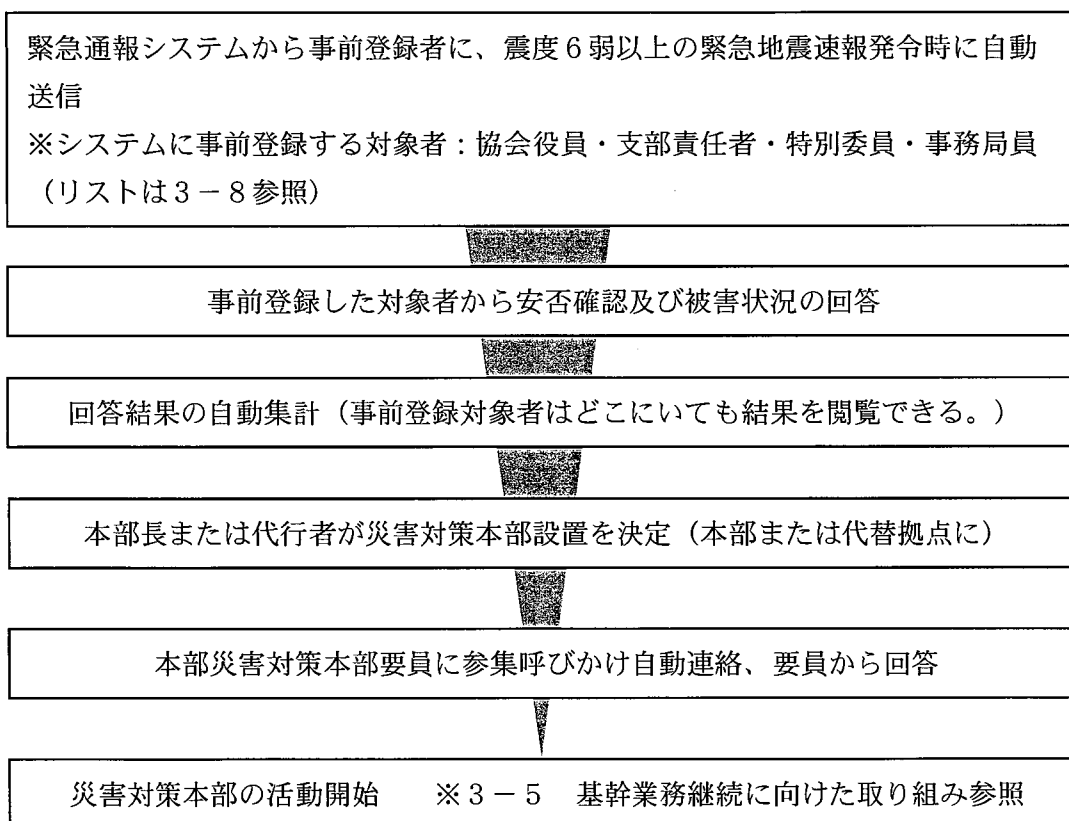 緊急通報システムから事前登録者に、震度６弱以上の緊急地震速報発令時に自動
送信
※システムに事前登録する対象者：協会役員・支部責任者・特別委員・事務局員
（リストは３－８参照）
事前登録した対象者から安否確認及び被害状況の回答
回答結果の自動集計（事前登録対象者はどこにいても結果を閲覧できる。）
本部長または代行者が災害対策本部設置を決定（本部または代替拠点に）
本部災害対策本部要員に参集呼びかけ自動連絡、要員から回答
災害対策本部の活動開始　　※３－５　基幹業務継続に向けた取り組み参照